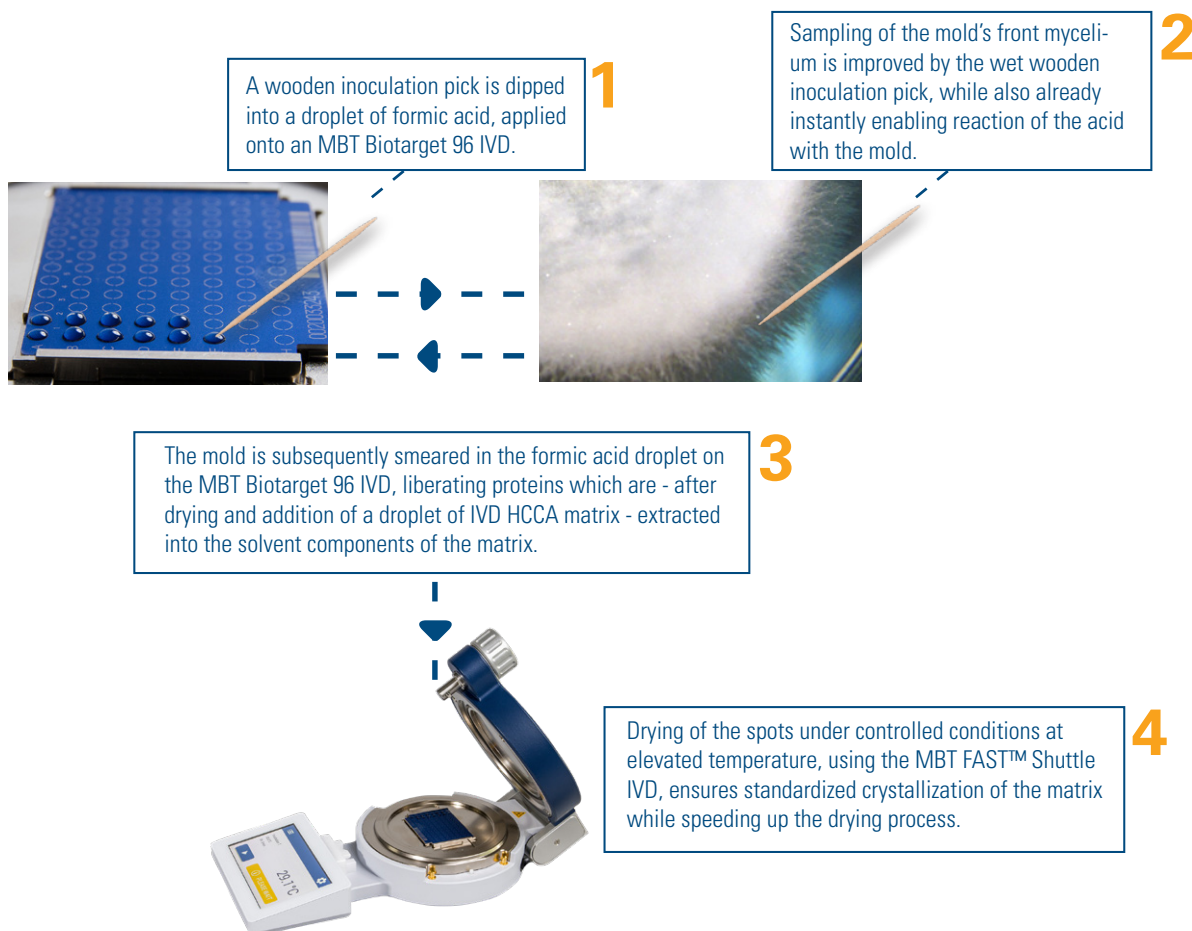 1
A wooden inoculation pick is dipped
into a droplet of formic acid, applied
onto an MBT Biotarget 96 IVD.
2
Sampling of the mold’s front myceli-
um is improved by the wet wooden
inoculation pick, while also already
instantly enabling reaction of the acid
with the mold.
A
B
C
D
E
F
G
H
3
The mold is subsequently smeared in the formic acid droplet on
the MBT Biotarget 96 IVD, liberating proteins which are - after
drying and addition of a droplet of IVD HCCA matrix - extracted
into the solvent components of the matrix.
4
Drying of the spots under controlled conditions at
elevated temperature, using the MBT FAST™ Shuttle
IVD, ensures standardized crystallization of the matrix
while speeding up the drying process.
29.1°C